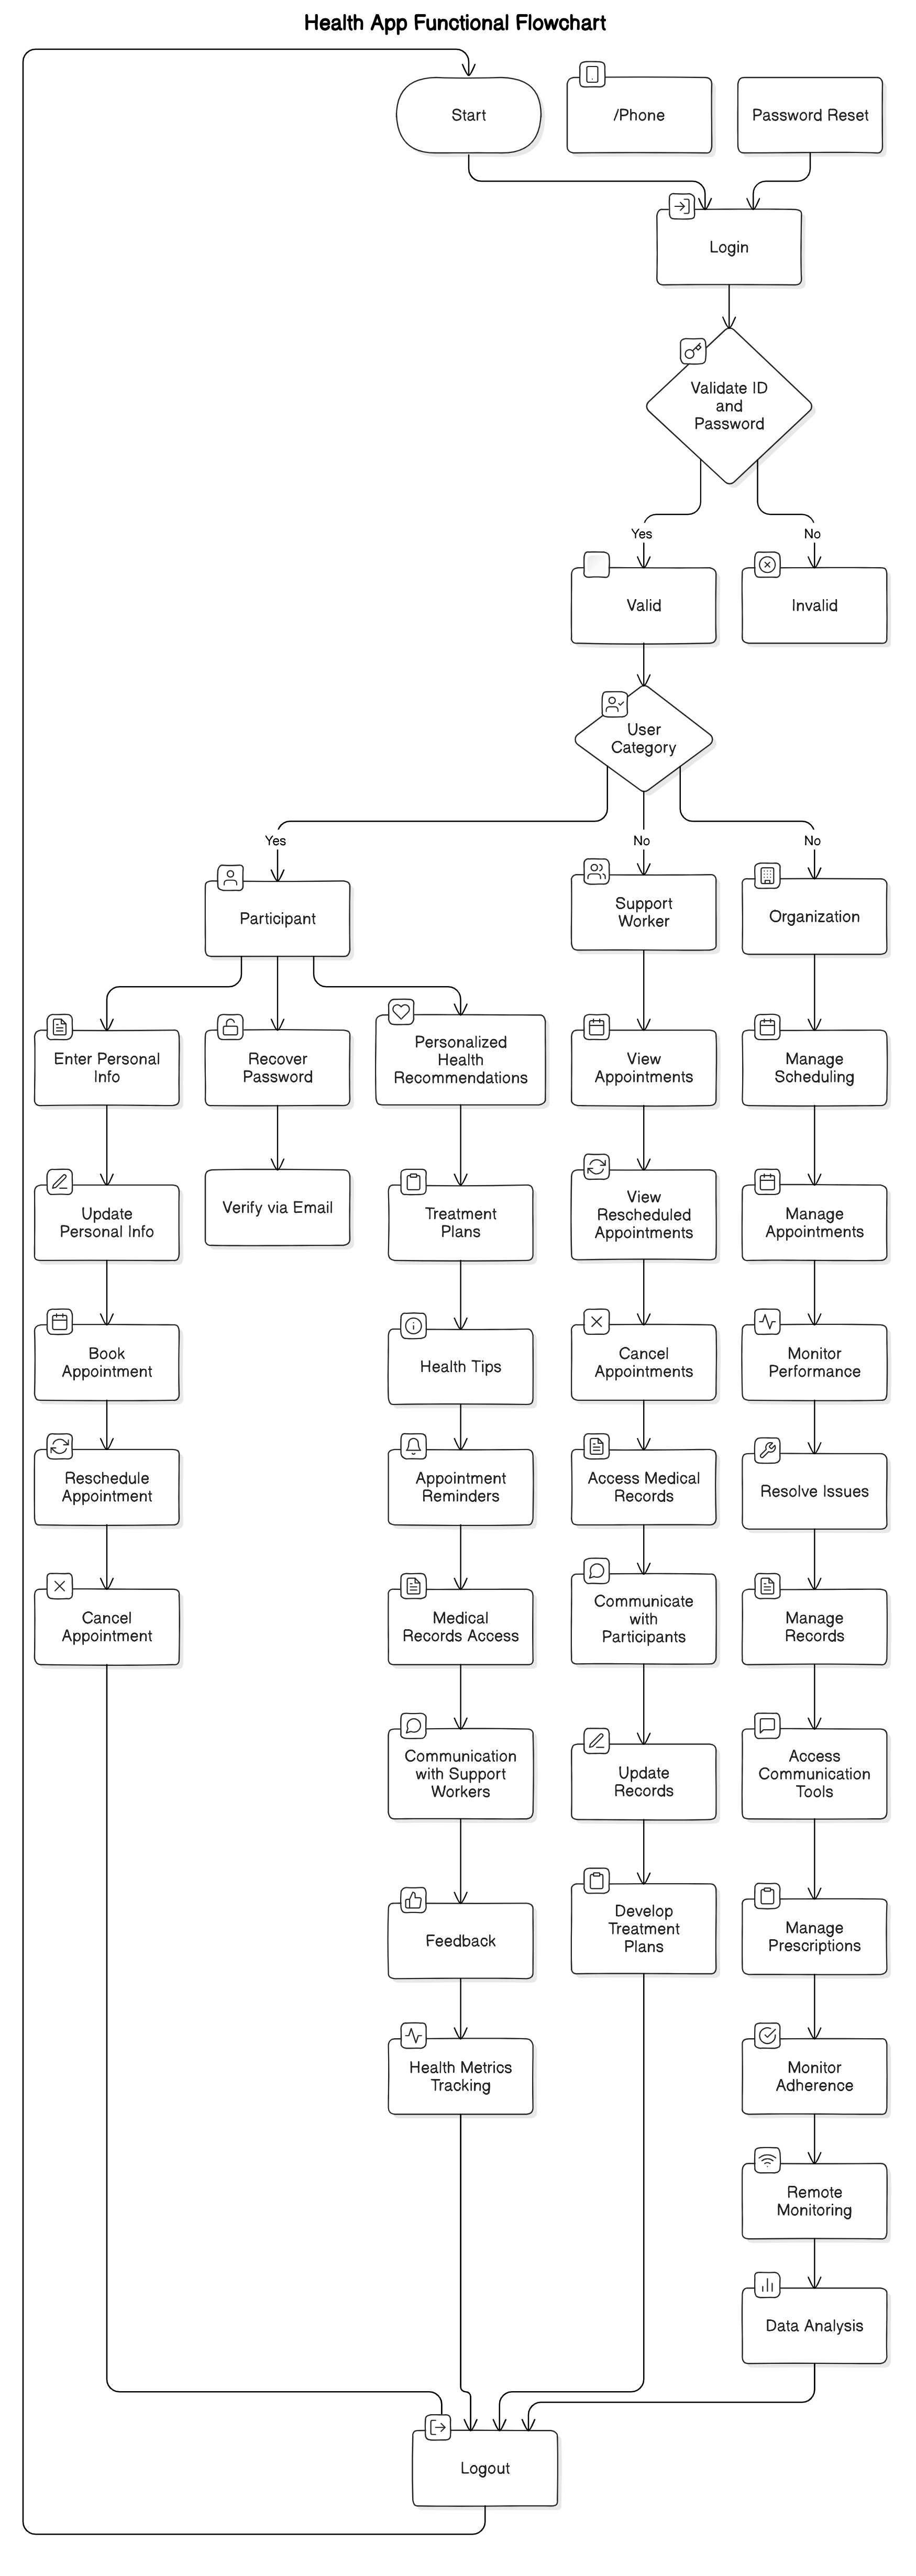 Health App Functional Flowchart
Start
/Phone
Password Reset
Login
Validate ID
and
Password
Yes
No
Valid
Invalid
User
Category
Yes
No
No
Participant
Support
Worker
Organization
Enter Personal
Info
Recover
Password
Personalized
Health
Recommendations
View
Appointments
Manage
Scheduling
Update
Personal Info
Verify via Email
Treatment
Plans
View
Rescheduled
Appointments
Manage
Appointments
Book
Appointment
Health Tips
Cancel
Appointments
Monitor
Performance
Reschedule
Appointment
Appointment
Reminders
Access Medical
Records
Resolve Issues
Cancel
Appointment
Medical
Records Access
Communicate
with
Participants
Manage
Records
Communication
with Support
Workers
Update
Records
Access
Communication
Tools
Feedback
Develop
Treatment
Plans
Manage
Prescriptions
Health Metrics
Tracking
Monitor
Adherence
Remote
Monitoring
Data Analysis
Logout